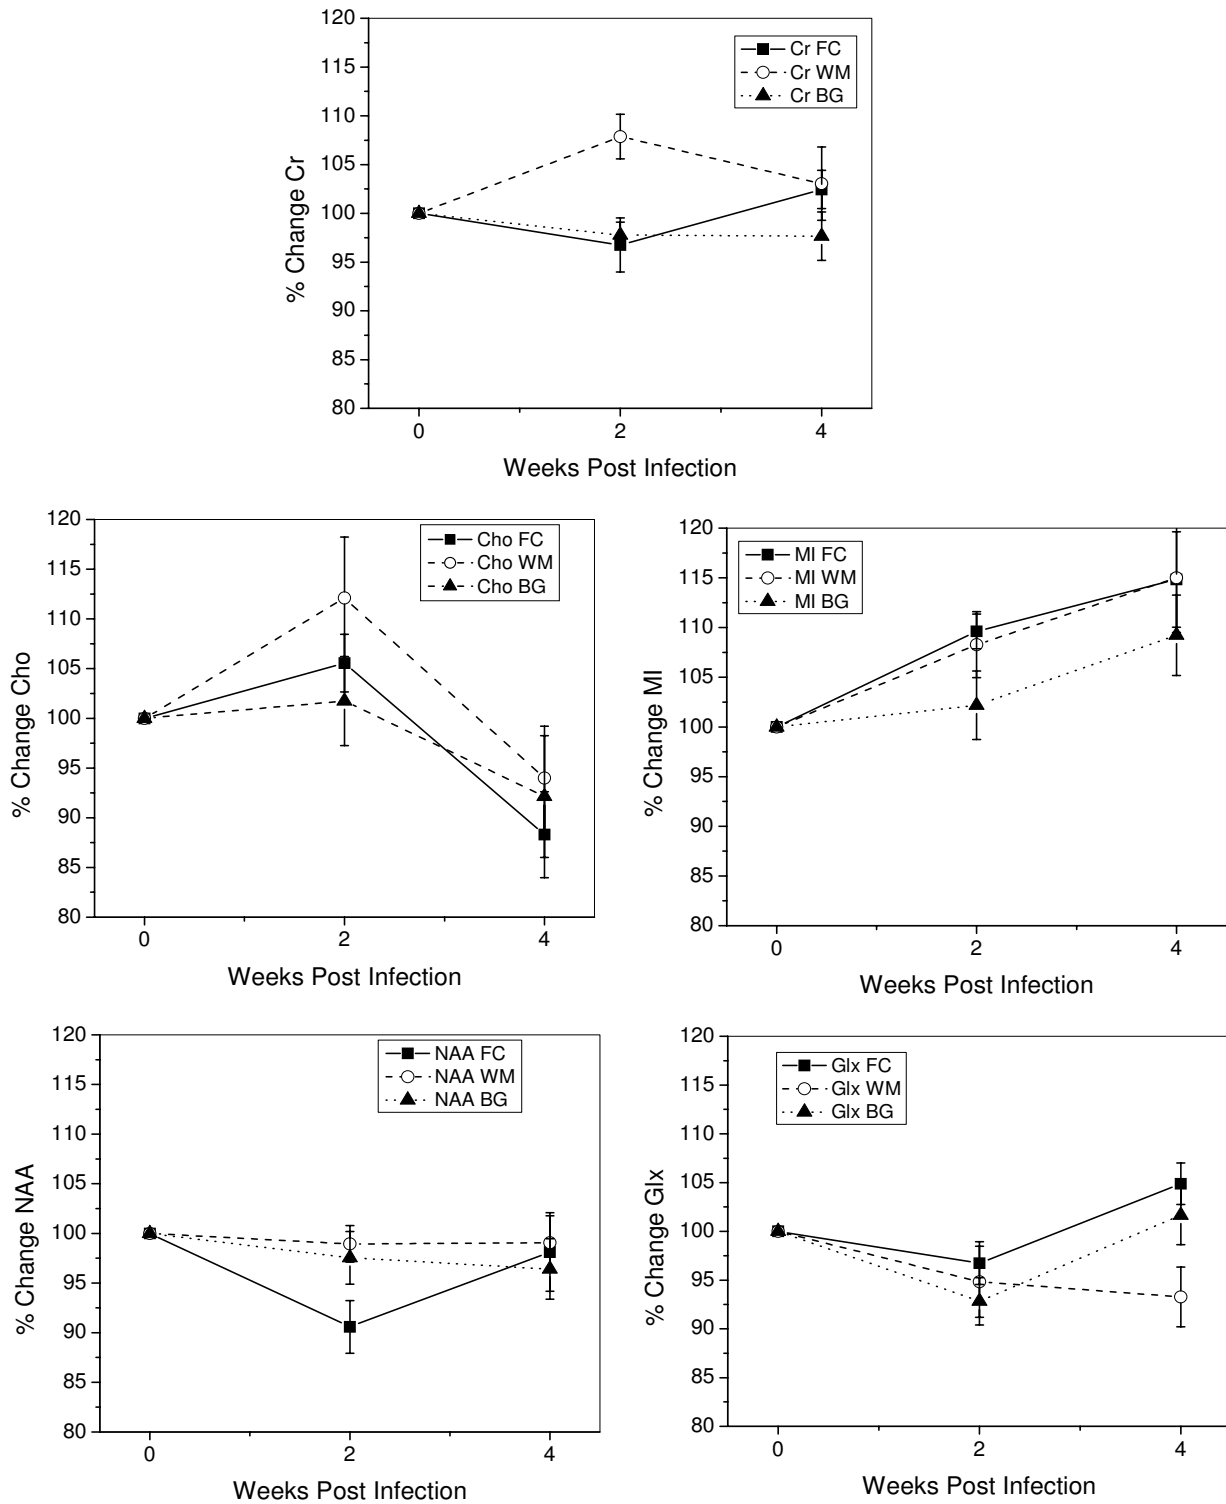 120
115
110
105
100
95
90
85
80
% Change Cr
Cr FC
Cr WM
Cr BG
0 2 4
Weeks Post Infection
120
115
110
105
100
95
90
85
80
% Change Cho
Cho FC
Cho WM
Cho BG
0 2 4
Weeks Post Infection
120
115
110
105
100
95
90
85
80
% Change MI
MI FC
MI WM
MI BG
0 2 4
Weeks Post Infection
120
115
110
105
100
95
90
85
80
% Change NAA
NAA FC
NAA WM
NAA BG
0 2 4
Weeks Post Infection
120
115
110
105
100
95
90
85
80
% Change Glx
Glx FC
Glx WM
Glx BG
0 2 4
Weeks Post Infection